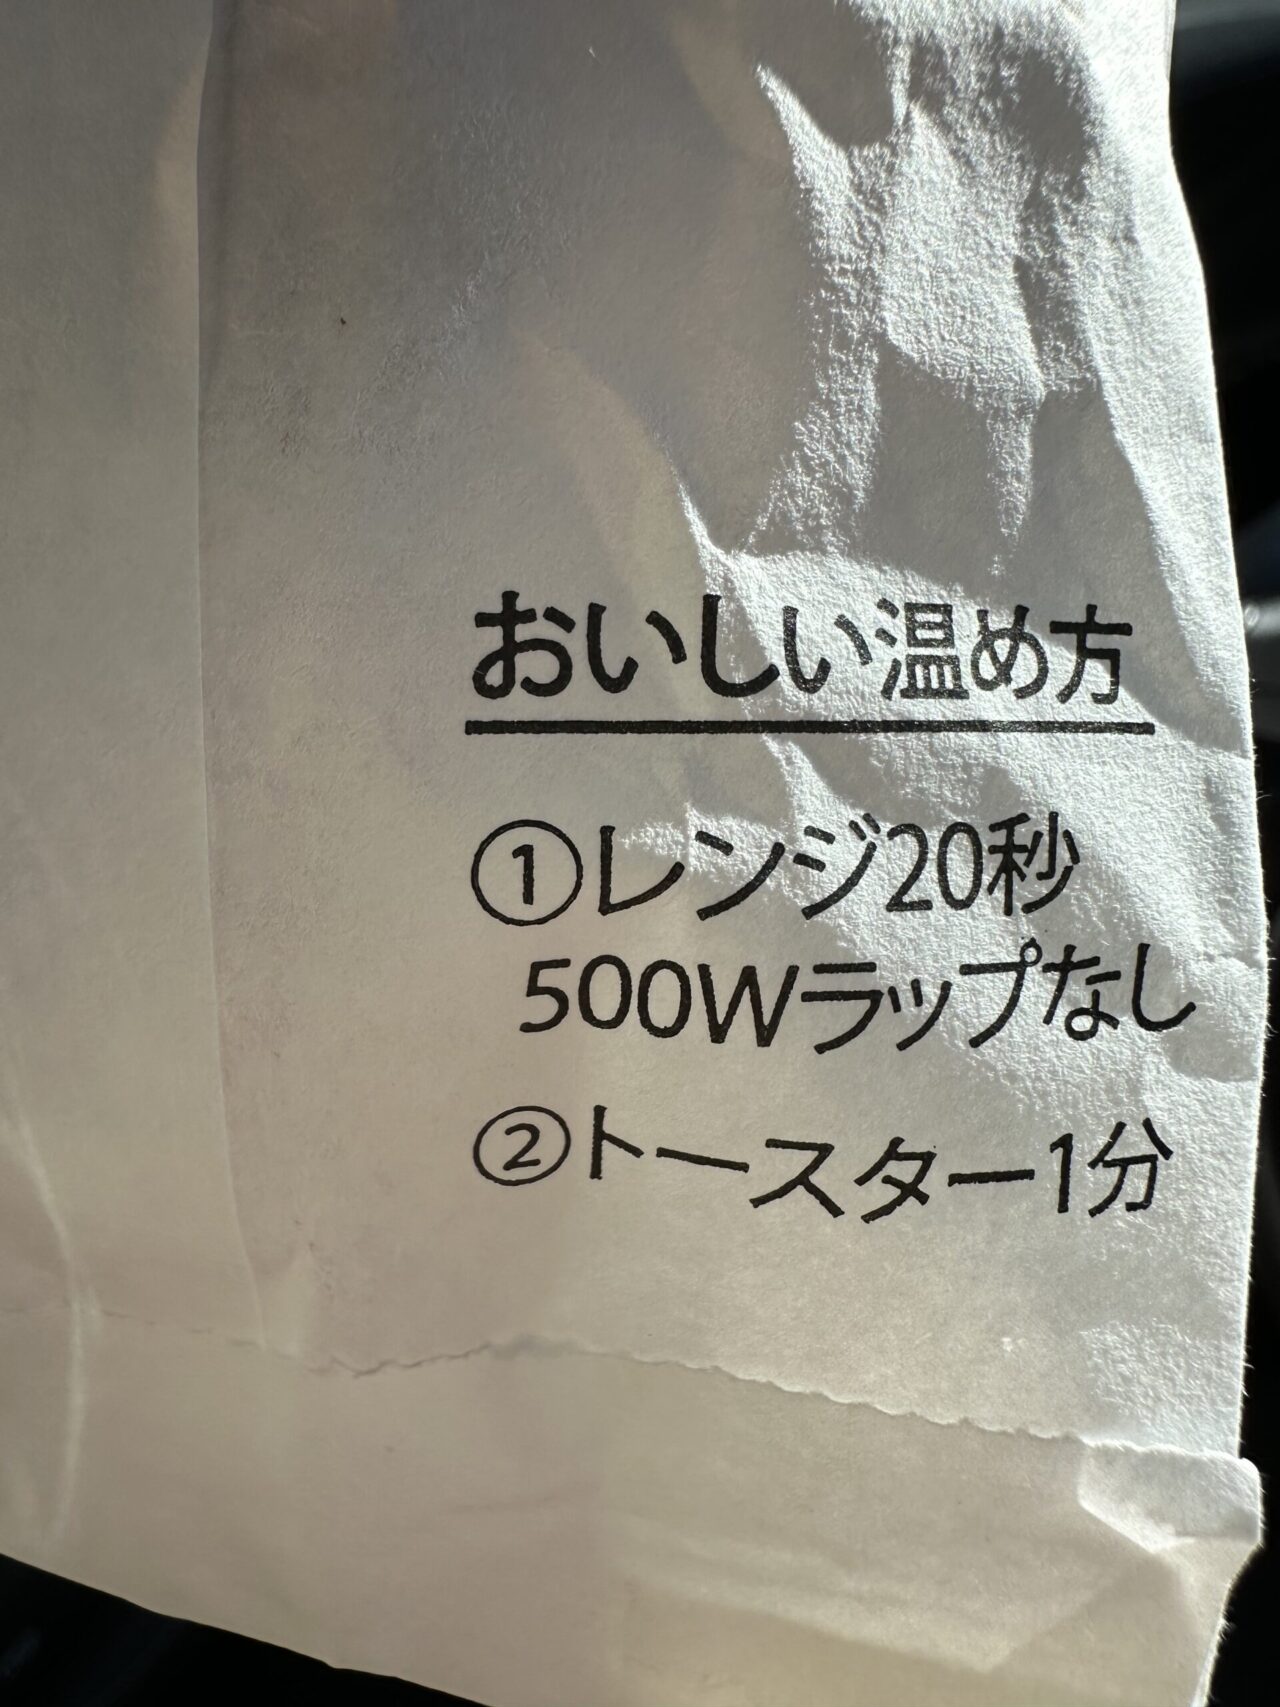 おいしい温め方
①レンジ20秒
500Wラップなし
②トースター1分